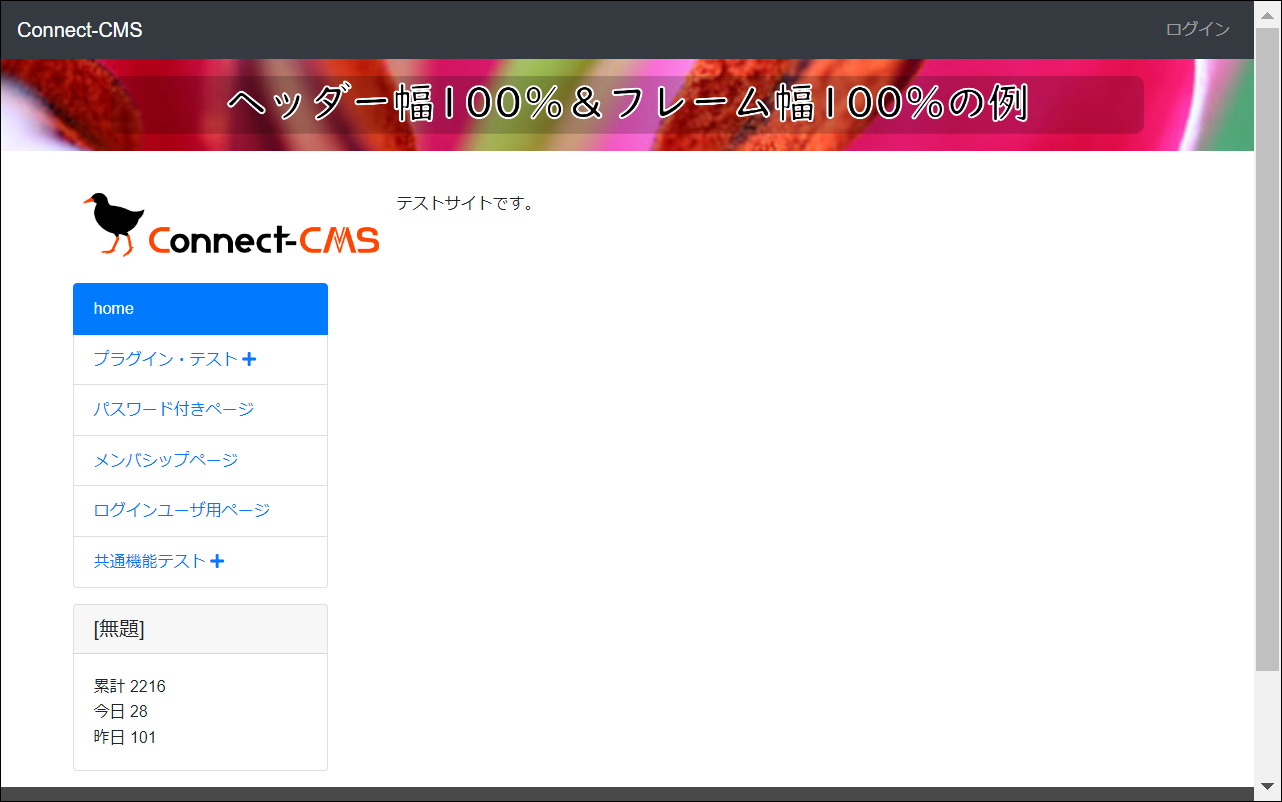 Connect-CMS
ログイン
ヘッダー幅100%&フレーム幅100%の例
Connect-CMS
テストサイトです。
home
プラグイン・テスト
パスワード付きページ
メンバシップページ
ログインユーザ用ページ
共通機能テスト
[無題]
累計 2216
今日 28
昨日 101